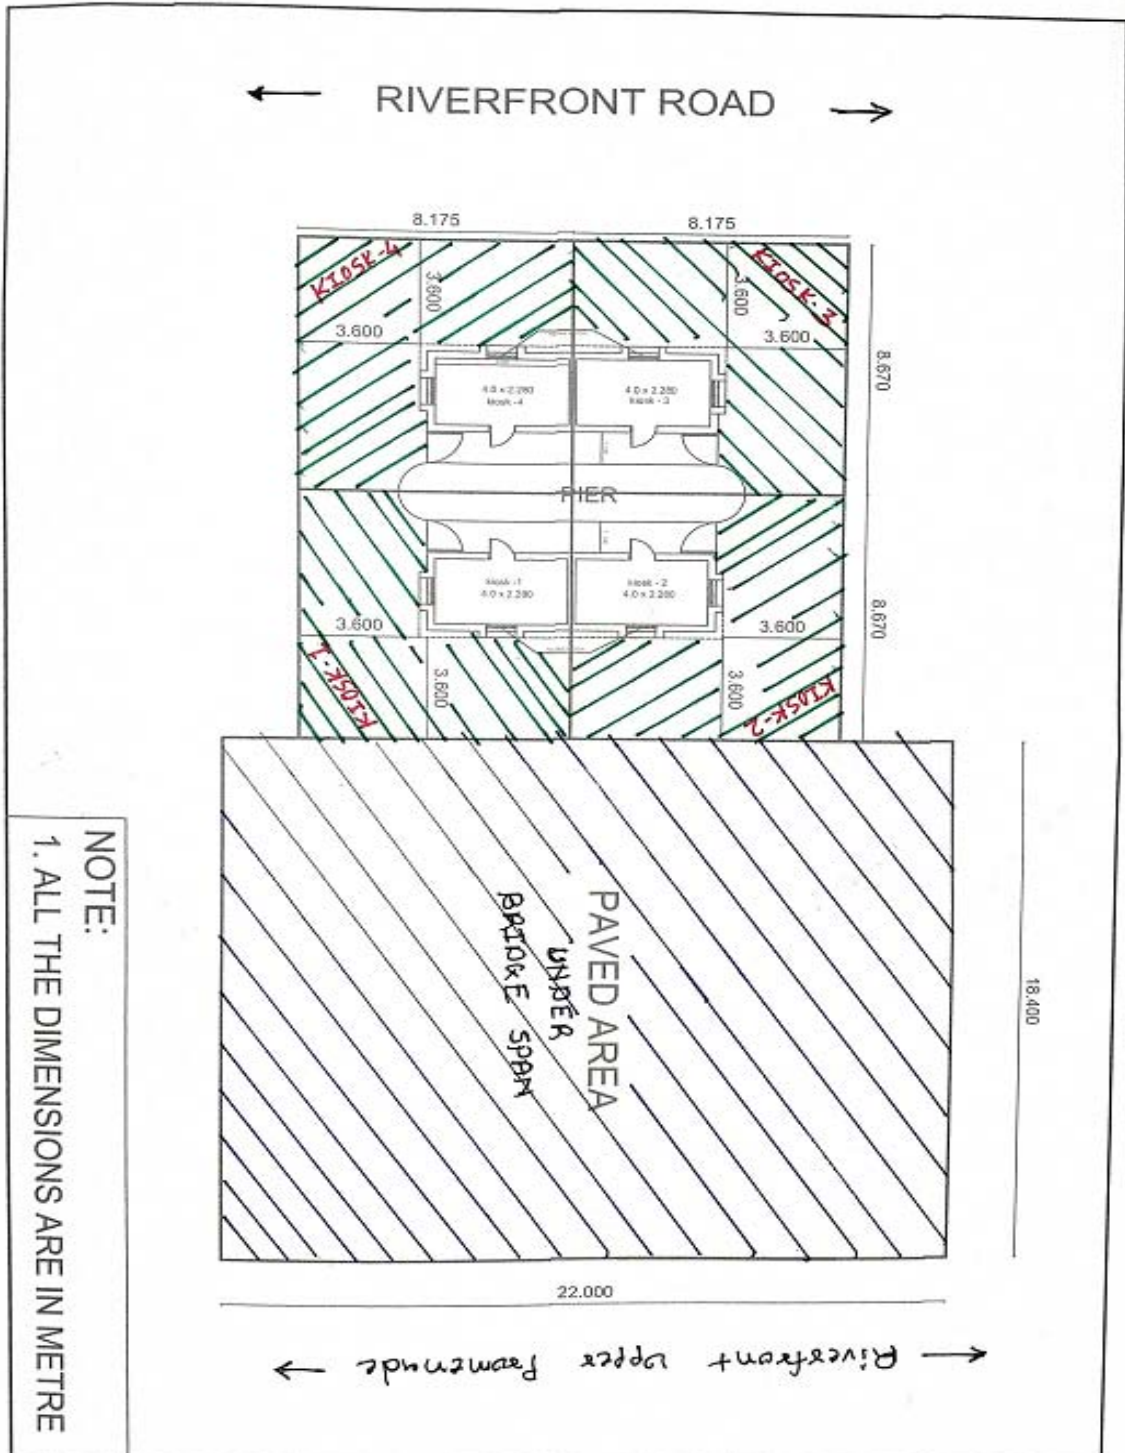 RIVERFRONT ROAD
8.175
8.175
KIOSK-4
KIOSK-3
3.600
3.600
3.600
3.600
8.670
4.0 x 2.280
kiosk -4
4.0 x 2.280
kiosk - 3
PIER
kiosk -1
4.0 x 2.280
kiosk - 2
4.0 x 2.280
8.670
3.600
3.600
KIOSK-1
3.600
3.600
KIOSK-2
PAVED AREA
UNDER
BRIDGE SPAN
18.400
22.000
Riverfront Upper Promenade
NOTE:
1. ALL THE DIMENSIONS ARE IN METRE